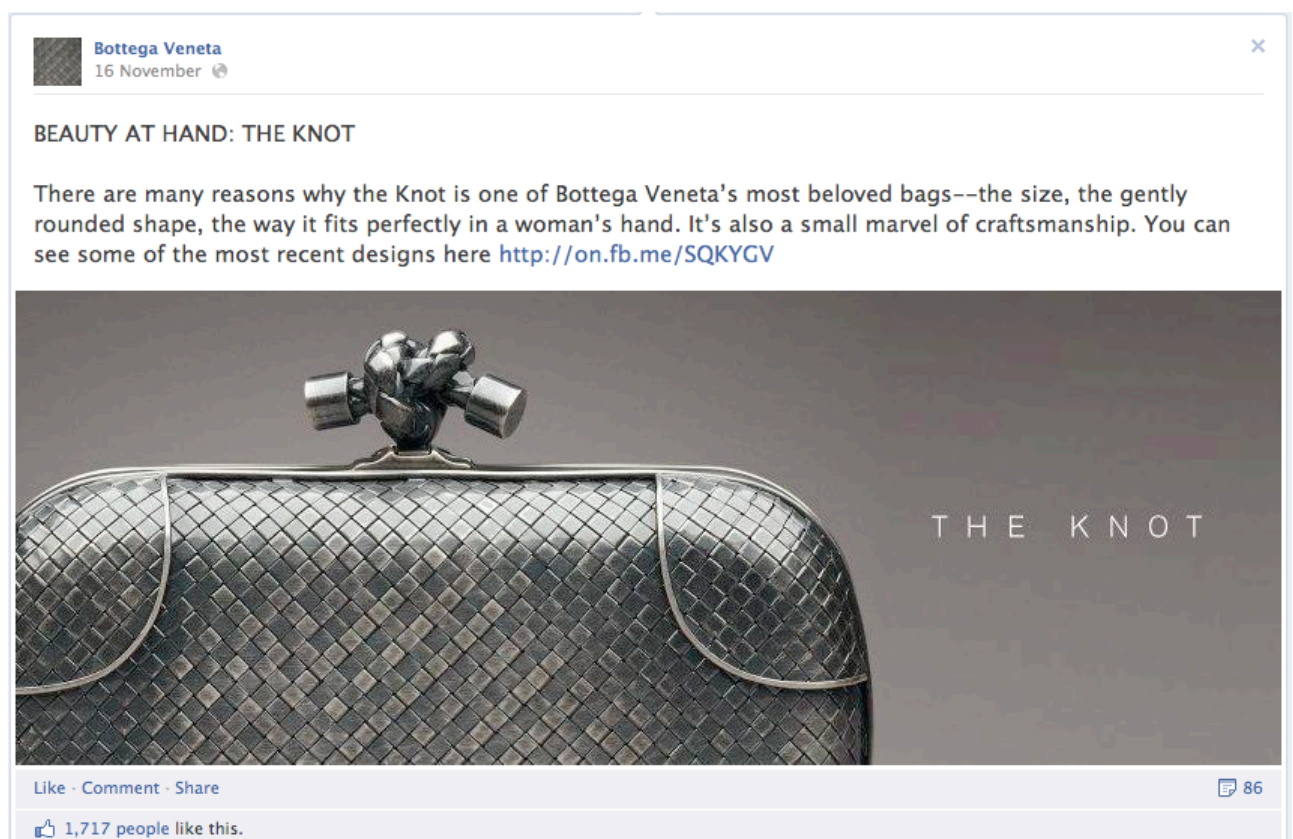 Bottega Veneta
16 November
BEAUTY AT HAND: THE KNOT
There are many reasons why the Knot is one of Bottega Veneta's most beloved bags--the size, the gently
rounded shape, the way it fits perfectly in a woman's hand. It's also a small marvel of craftsmanship. You can
see some of the most recent designs here http://on.fb.me/SQKYGV
THE KNOT
Like · Comment · Share 86
1,717 people like this.